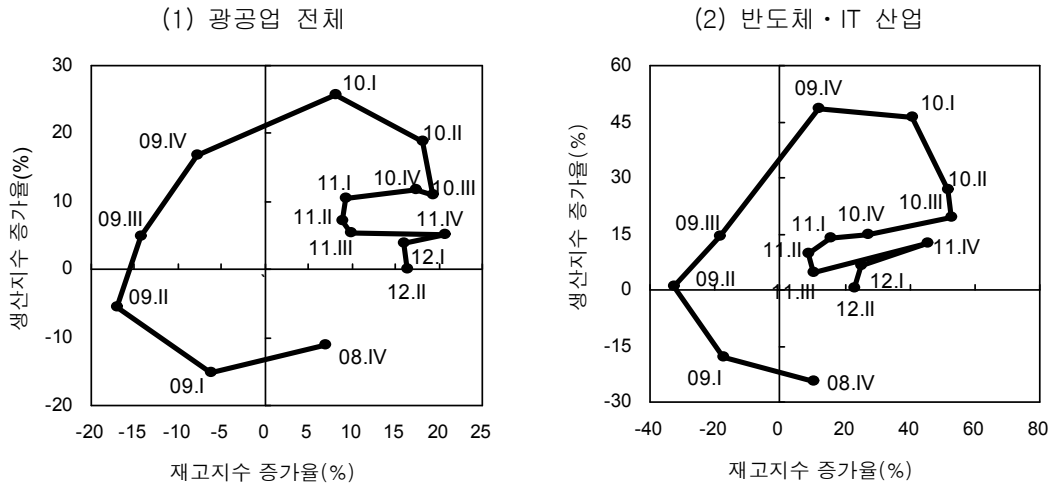 (1) 광공업 전체
30
20
10
0
-10
-20
-20
-15
-10
-5
0
5
10
15
20
25
생산지수 증가율(%)
재고지수 증가율(%)
08.IV
09.I
09.II
09.III
09.IV
10.I
10.II
10.III
10.IV
11.I
11.II
11.III
11.IV
12.I
12.II
(2) 반도체・IT 산업
60
45
30
15
0
-15
-30
-40
-20
0
20
40
60
80
생산지수 증가율(%)
재고지수 증가율(%)
08.IV
09.I
09.II
09.III
09.IV
10.I
10.II
10.III
10.IV
11.I
11.II
11.III
11.IV
12.I
12.II